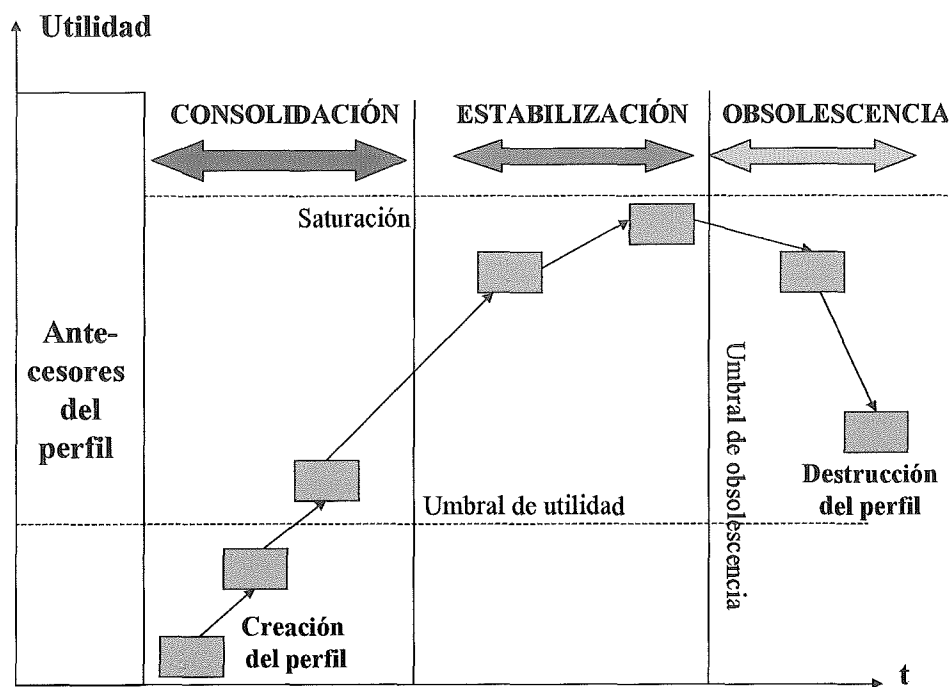 Utilidad
CONSOLIDACIÓN
ESTABILIZACIÓN
OBSOLESCENCIA
Saturación
Ante-
cesores
del
perfil
Umbral de obsolescencia
Umbral de utilidad
Destrucción
del perfil
Creación
del perfil
t